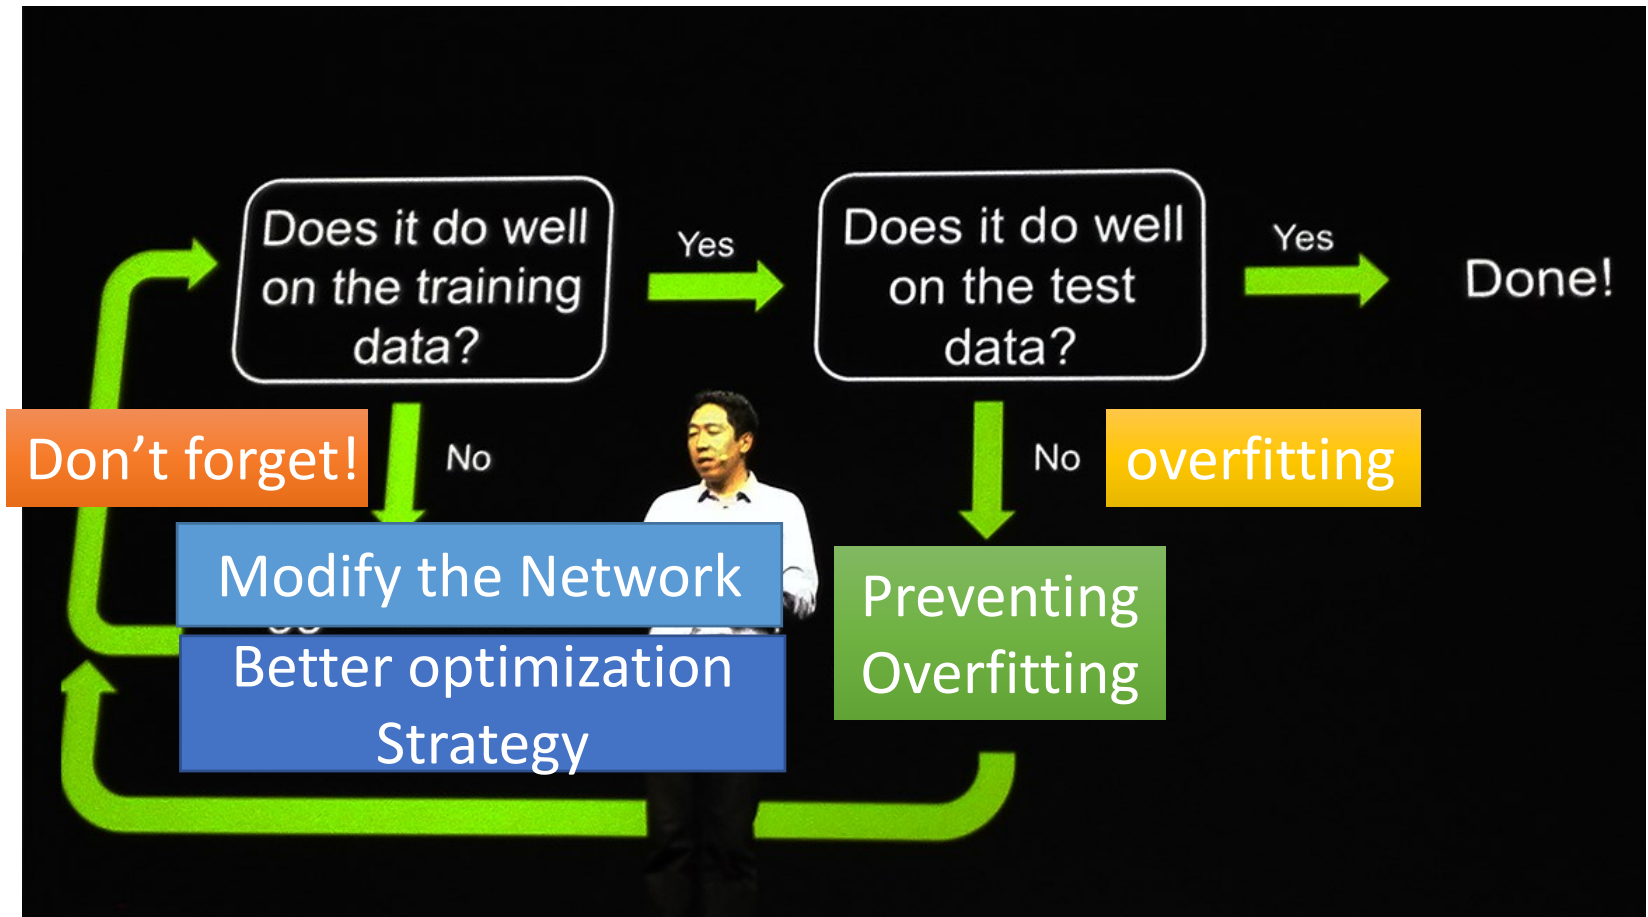 Does it do well
on the training
data?
Yes
Does it do well
on the test
data?
Yes
Done!
Don't forget!
No
No
overfitting
Modify the Network
Better optimization
Strategy
Preventing
Overfitting